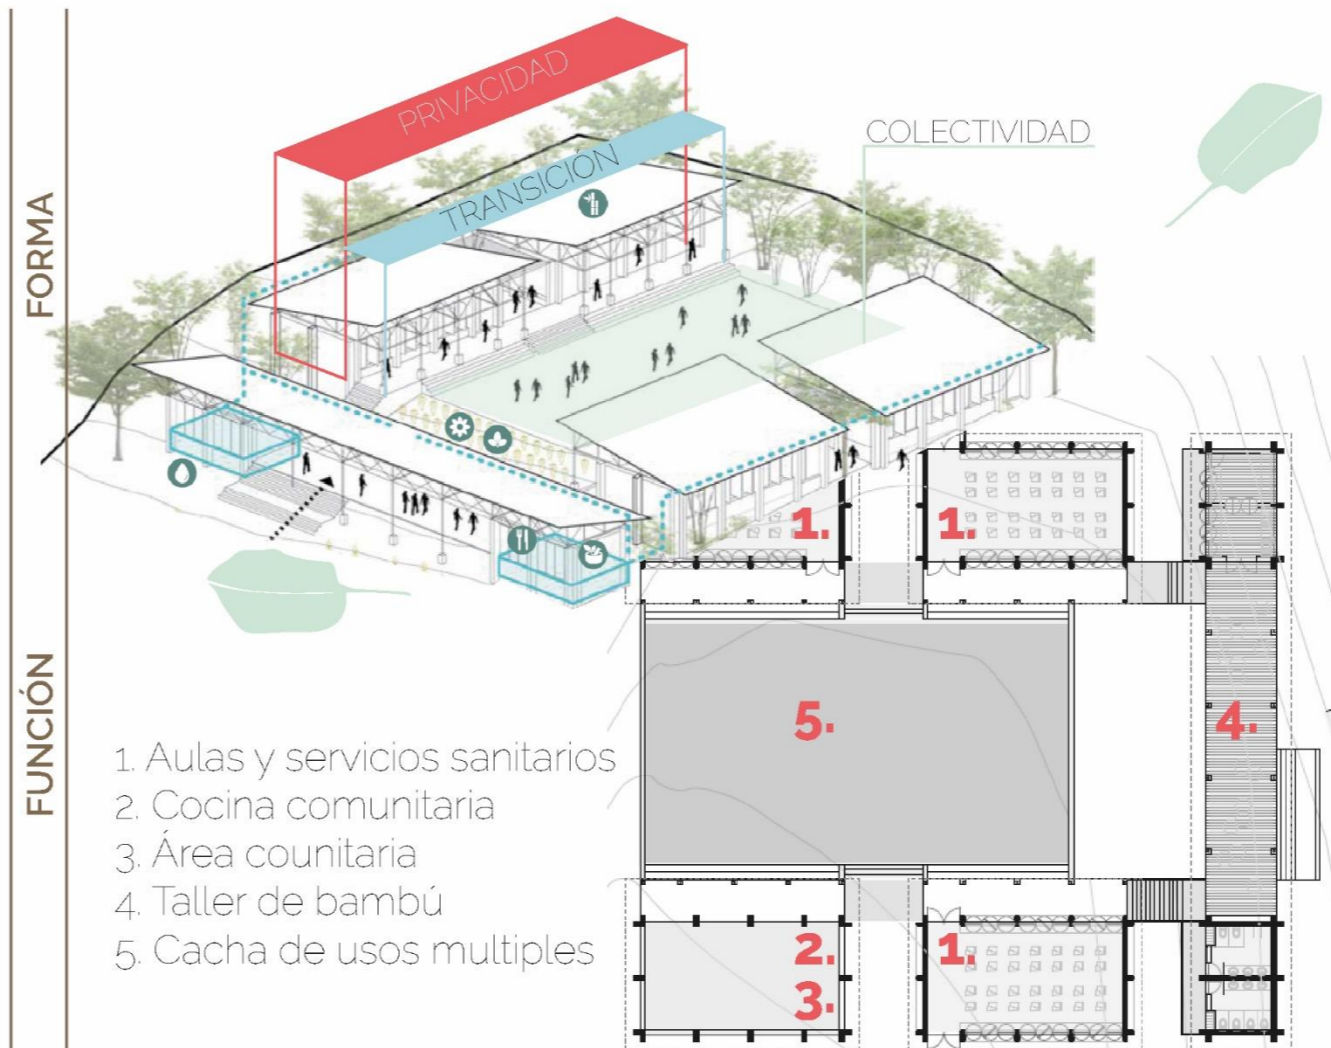 FORMA
PRIVACIDAD
TRANSICIÓN
COLECTIVIDAD
FUNCIÓN
1. Aulas y servicios sanitarios
2. Cocina comunitaria
3. Área counitaria
4. Taller de bambú
5. Cacha de usos multiples
1.
1.
5.
4.
2.
3.
1.